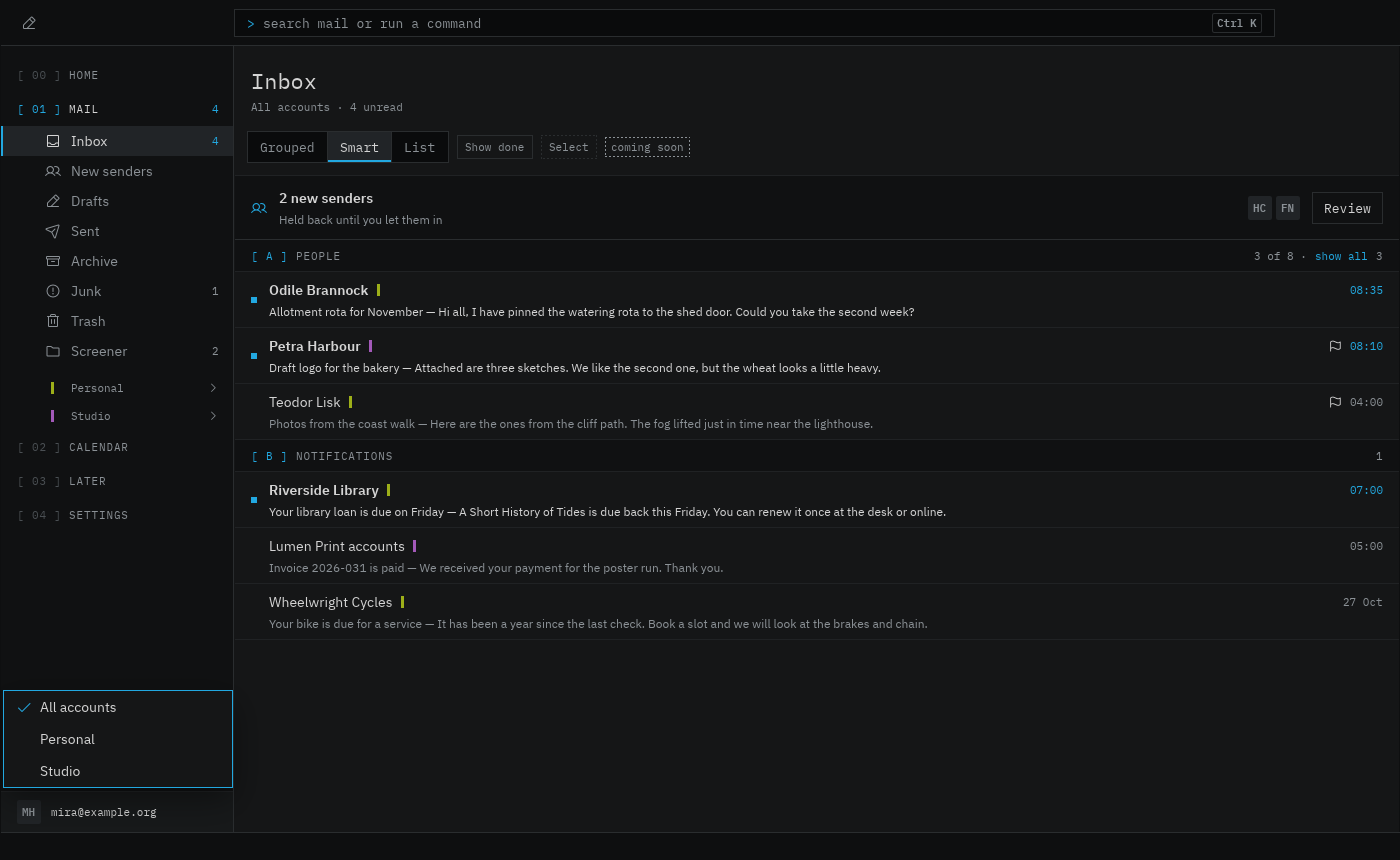 > search mail or run a command Ctrl K
[ 00 ] HOME
[ 01 ] MAIL 4
Inbox 4
New senders
Drafts
Sent
Archive
Junk 1
Trash
Screener 2
Personal
Studio
[ 02 ] CALENDAR
[ 03 ] LATER
[ 04 ] SETTINGS
All accounts
Personal
Studio
MH mira@example.org
Inbox
All accounts · 4 unread
Grouped Smart List Show done Select coming soon
2 new senders
Held back until you let them in
HC FN Review
[ A ] PEOPLE 3 of 8 · show all 3
Odile Brannock 08:35
Allotment rota for November — Hi all, I have pinned the watering rota to the shed door. Could you take the second week?
Petra Harbour 08:10
Draft logo for the bakery — Attached are three sketches. We like the second one, but the wheat looks a little heavy.
Teodor Lisk 04:00
Photos from the coast walk — Here are the ones from the cliff path. The fog lifted just in time near the lighthouse.
[ B ] NOTIFICATIONS 1
Riverside Library 07:00
Your library loan is due on Friday — A Short History of Tides is due back this Friday. You can renew it once at the desk or online.
Lumen Print accounts 05:00
Invoice 2026-031 is paid — We received your payment for the poster run. Thank you.
Wheelwright Cycles 27 Oct
Your bike is due for a service — It has been a year since the last check. Book a slot and we will look at the brakes and chain.